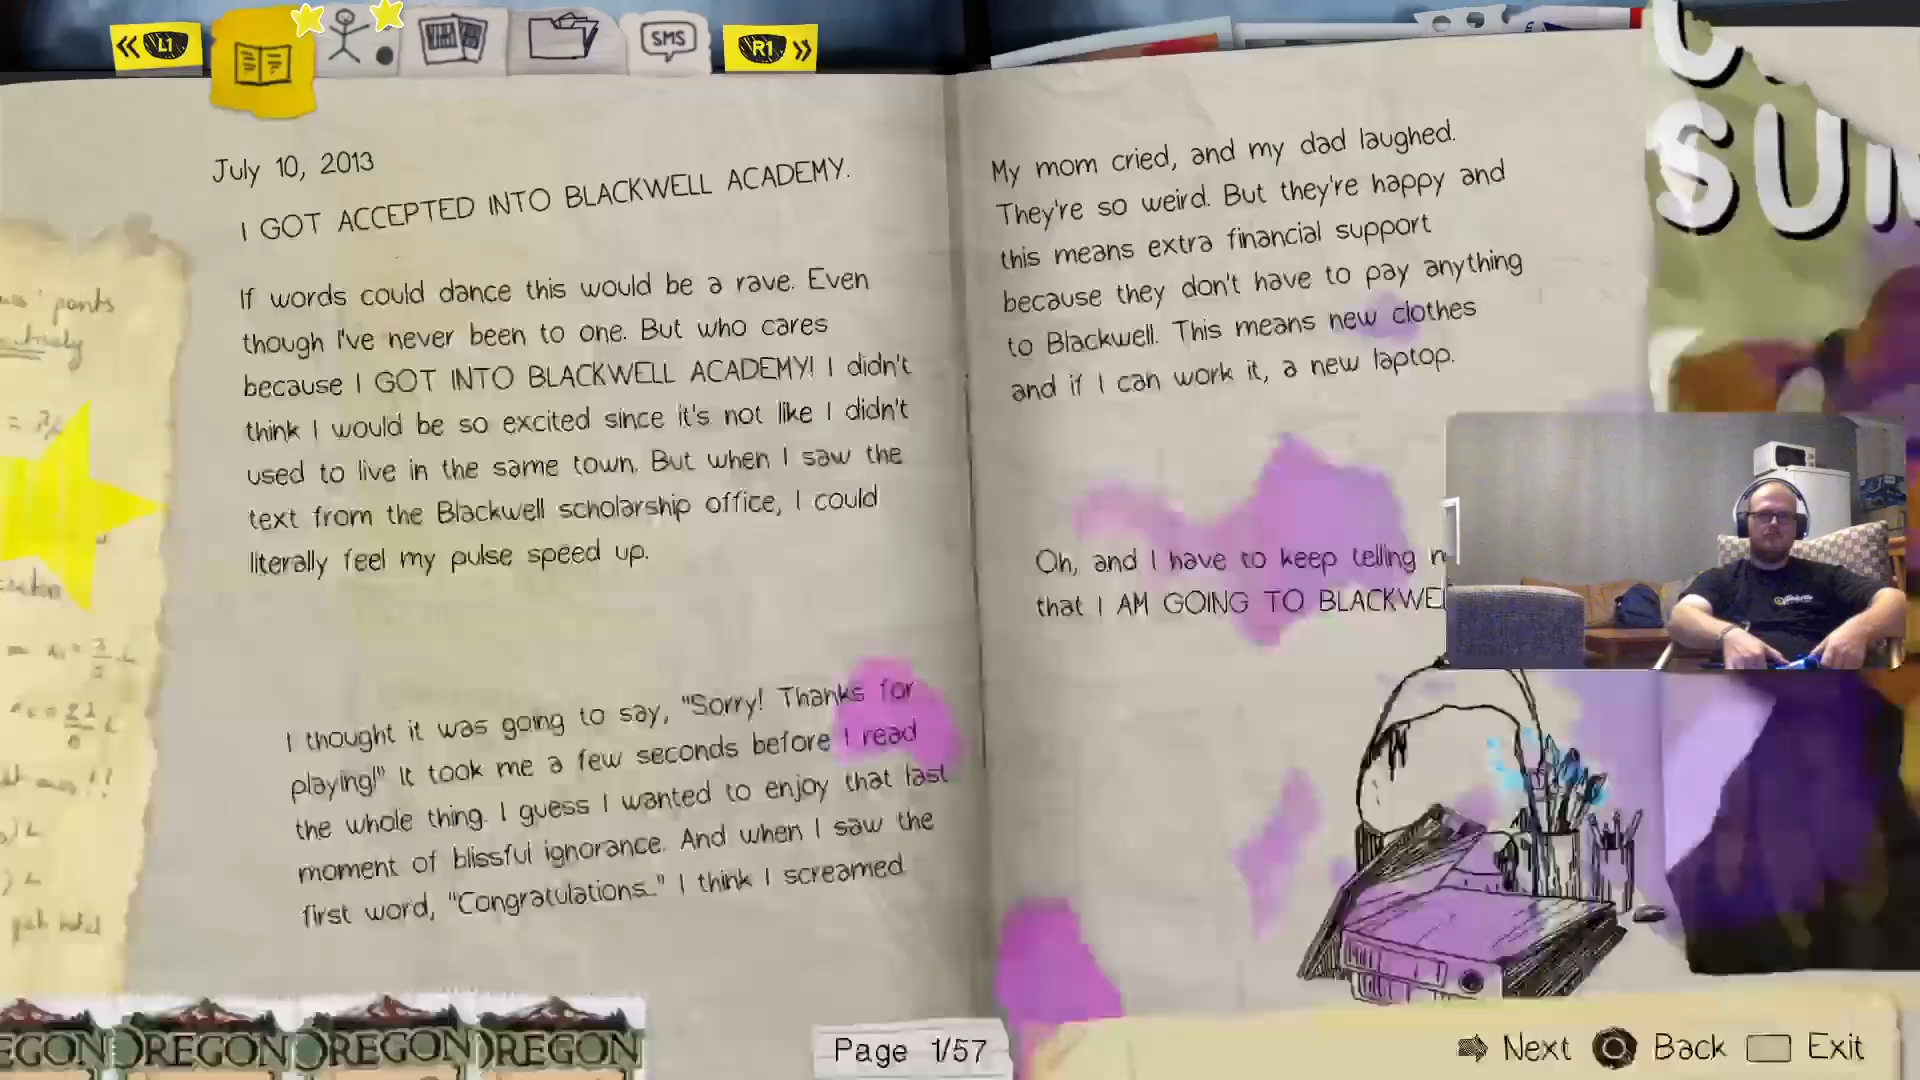 L1
SMS
R1
July 10, 2013
I GOT ACCEPTED INTO BLACKWELL ACADEMY.
If words could dance this would be a rave. Even
though I've never been to one. But who cares
because I GOT INTO BLACKWELL ACADEMY! I didn't
think I would be so excited since it's not like I didn't
used to live in the same town. But when I saw the
text from the Blackwell scholarship office, I could
literally feel my pulse speed up.
I thought it was going to say, "Sorry! Thanks for
playing!" It took me a few seconds before I read
the whole thing. I guess I wanted to enjoy that last
moment of blissful ignorance. And when I saw the
first word, "Congratulations..." I think I screamed.
My mom cried, and my dad laughed.
They're so weird. But they're happy and
this means extra financial support
because they don't have to pay anything
to Blackwell. This means new clothes
and if I can work it, a new laptop.
Oh, and I have to keep telling
that I AM GOING TO BLACKWE
SU
EGON OREGON OREGON OREGON
Page 1/57
Next Back Exit